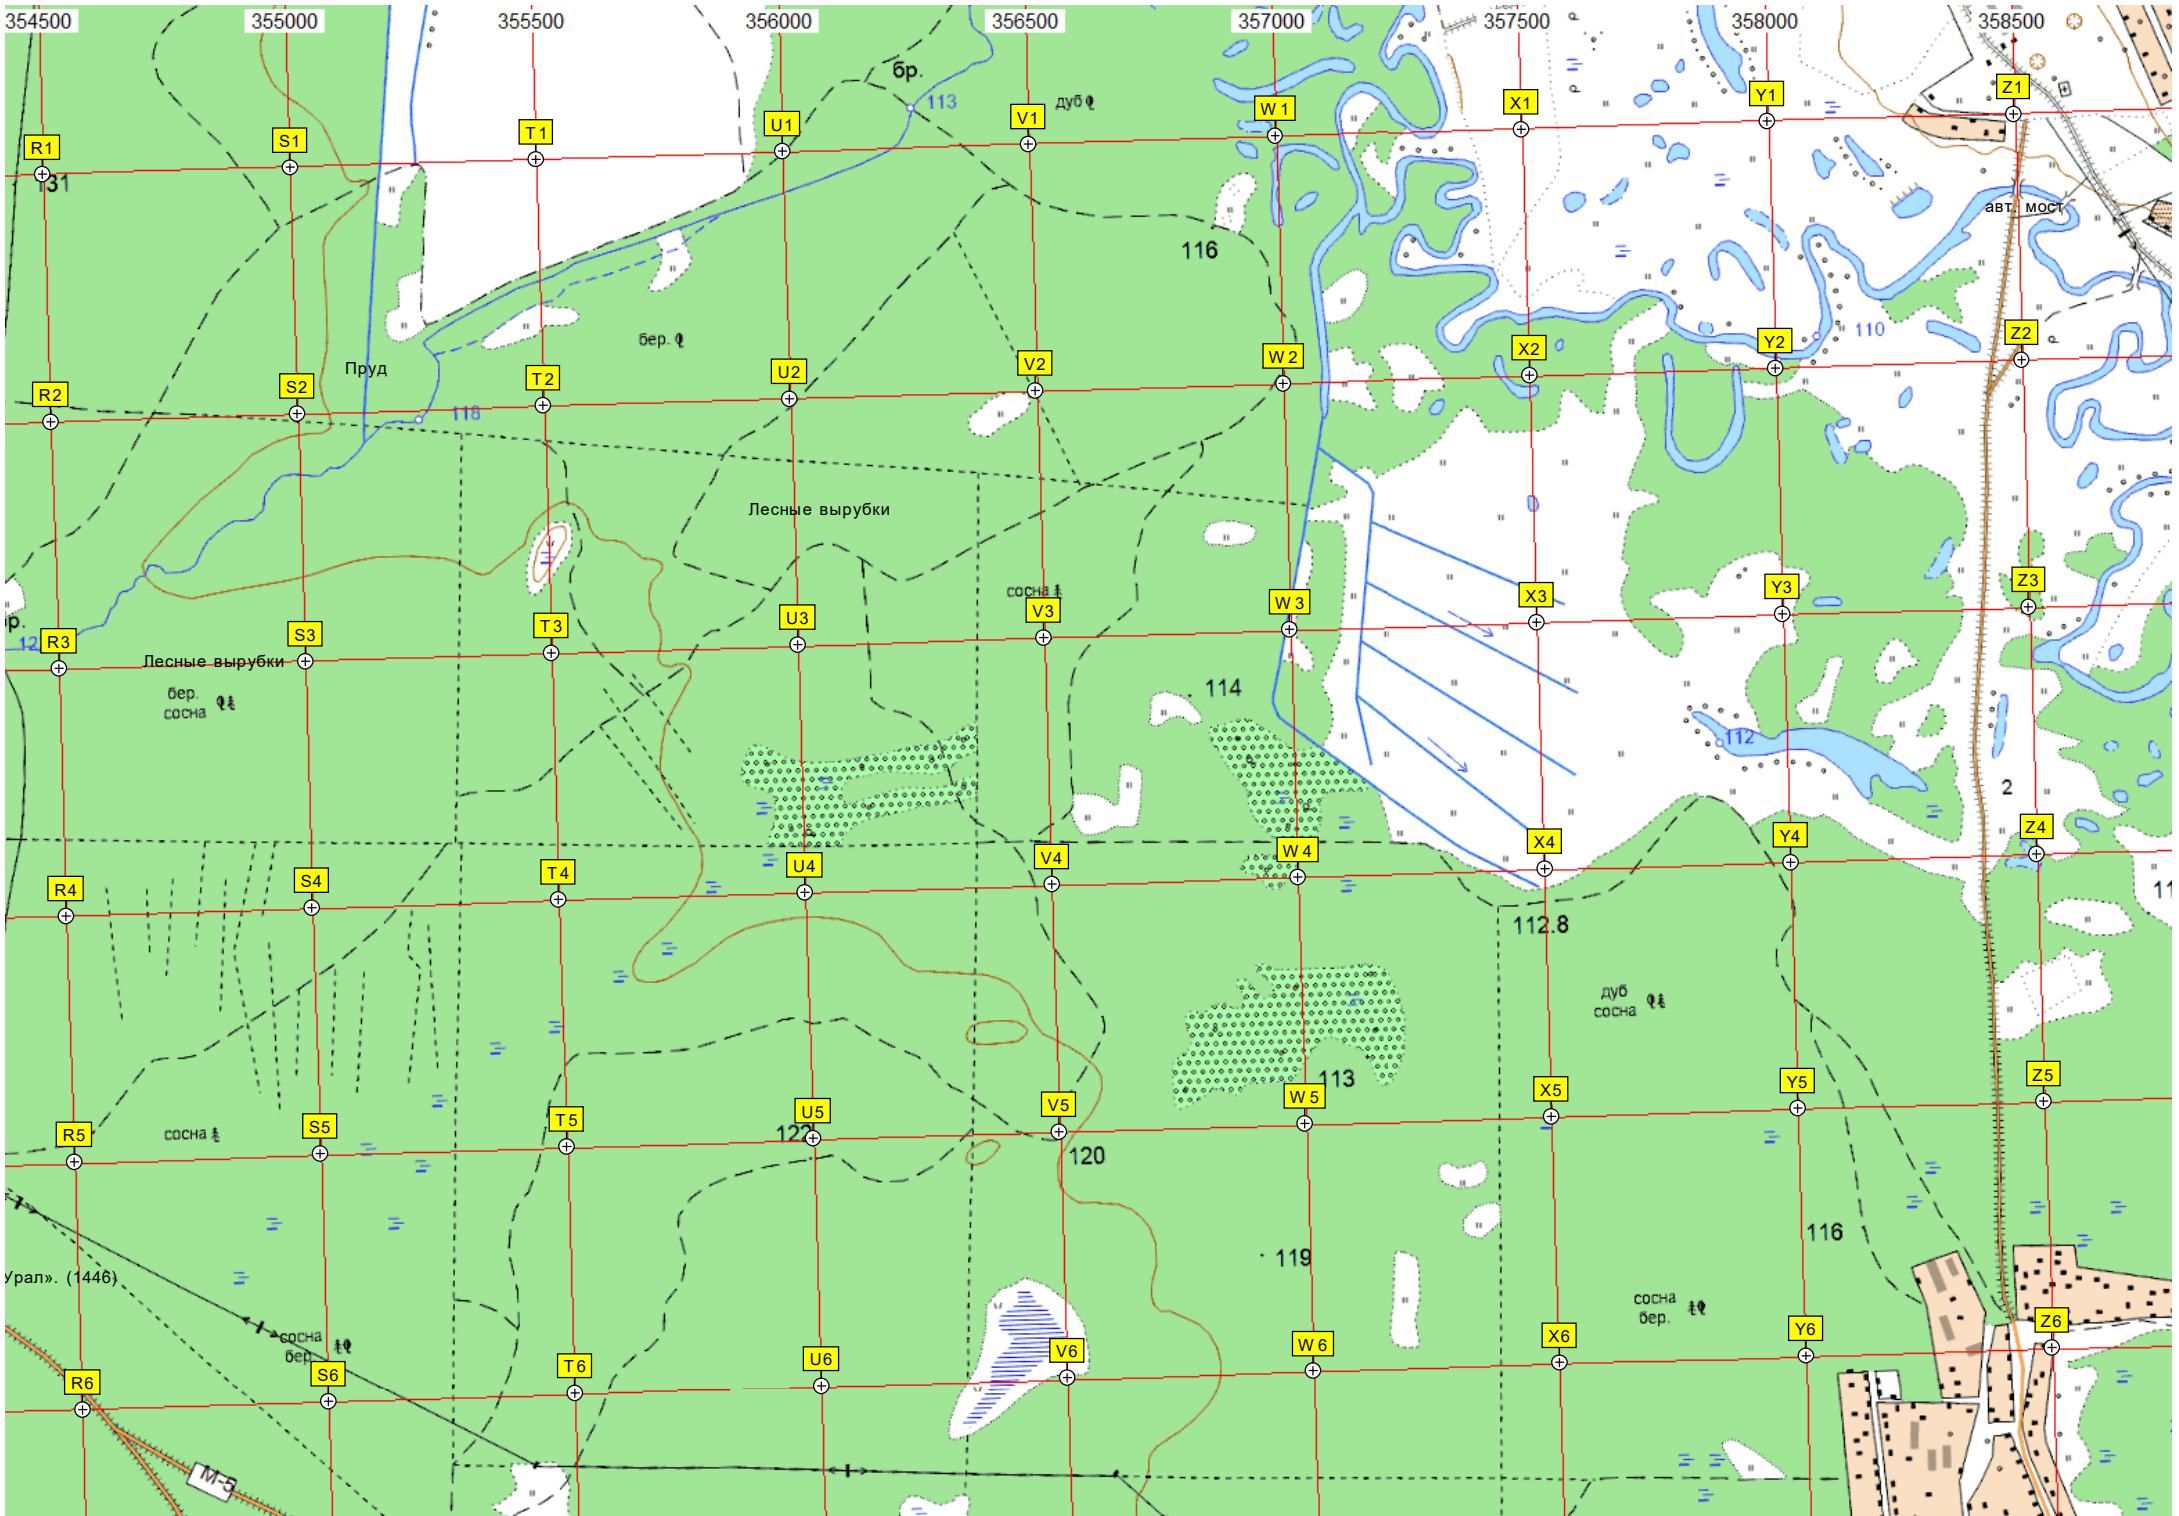 354500 355000 355500 356000 356500 357000 357500 358000 358500
бр.
113
дуб
R1 S1 T1 U1 V1 W1 X1 Y1 Z1
131
116
авт. мост
110
бер.
Пруд
R2 S2 T2 U2 V2 W2 X2 Y2 Z2
118
Лесные вырубки
сосна
R3 S3 T3 U3 V3 W3 X3 Y3 Z3
12
Лесные вырубки
бер.
сосна
114
112
2
R4 S4 T4 U4 V4 W4 X4 Y4 Z4
11
112.8
дуб
сосна
113
R5 S5 T5 U5 V5 W5 X5 Y5 Z5
сосна
122
120
116
119
Урал». (1446)
сосна
бер.
сосна
бер.
R6 S6 T6 U6 V6 W6 X6 Y6 Z6
М-5